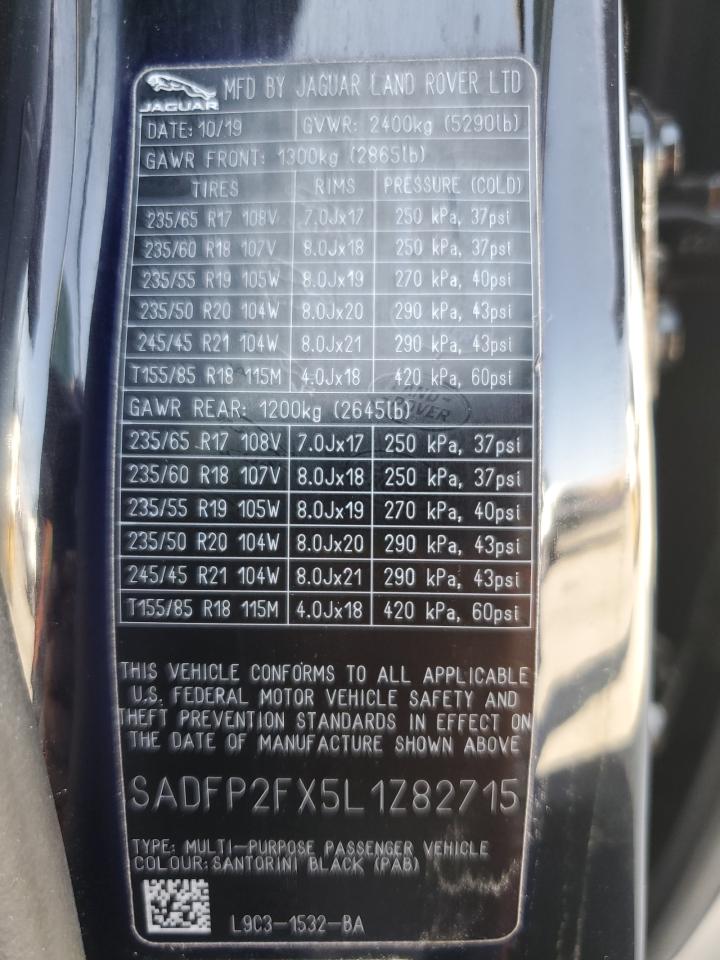 JAGUAR MFD BY JAGUAR LAND ROVER LTD
DATE: 10/19 GVWR: 2400kg (5290lb)
GAWR FRONT: 1300kg (2865lb)
TIRES RIMS PRESSURE (COLD)
235/65 R17 108V 7.0Jx17 250 kPa, 37psi
235/60 R18 107V 8.0Jx18 250 kPa, 37psi
235/55 R19 105W 8.0Jx19 270 kPa, 40psi
235/50 R20 104W 8.0Jx20 290 kPa, 43psi
245/45 R21 104W 8.0Jx21 290 kPa, 43psi
T155/85 R18 115M 4.0Jx18 420 kPa, 60psi
LAND-
ROVER
GAWR REAR: 1200kg (2645lb)
235/65 R17 108V 7.0Jx17 250 kPa, 37psi
235/60 R18 107V 8.0Jx18 250 kPa, 37psi
235/55 R19 105W 8.0Jx19 270 kPa, 40psi
235/50 R20 104W 8.0Jx20 290 kPa, 43psi
245/45 R21 104W 8.0Jx21 290 kPa, 43psi
T155/85 R18 115M 4.0Jx18 420 kPa, 60psi
THIS VEHICLE CONFORMS TO ALL APPLICABLE
U.S. FEDERAL MOTOR VEHICLE SAFETY AND
THEFT PREVENTION STANDARDS IN EFFECT ON
THE DATE OF MANUFACTURE SHOWN ABOVE
SADFP2FX5L1Z82715
TYPE: MULTI-PURPOSE PASSENGER VEHICLE
COLOUR: SANTORINI BLACK (PAB)
L9C3-1532-BA